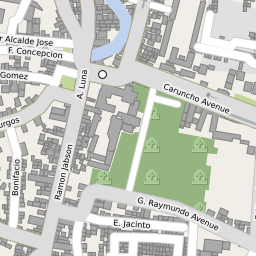 r Alcalde Jose
F. Concepcion
Gomez
A. Luna
Caruncho Avenue
urgos
Bonifacio
Ramon Jabson
G. Raymundo Avenue
E. Jacinto